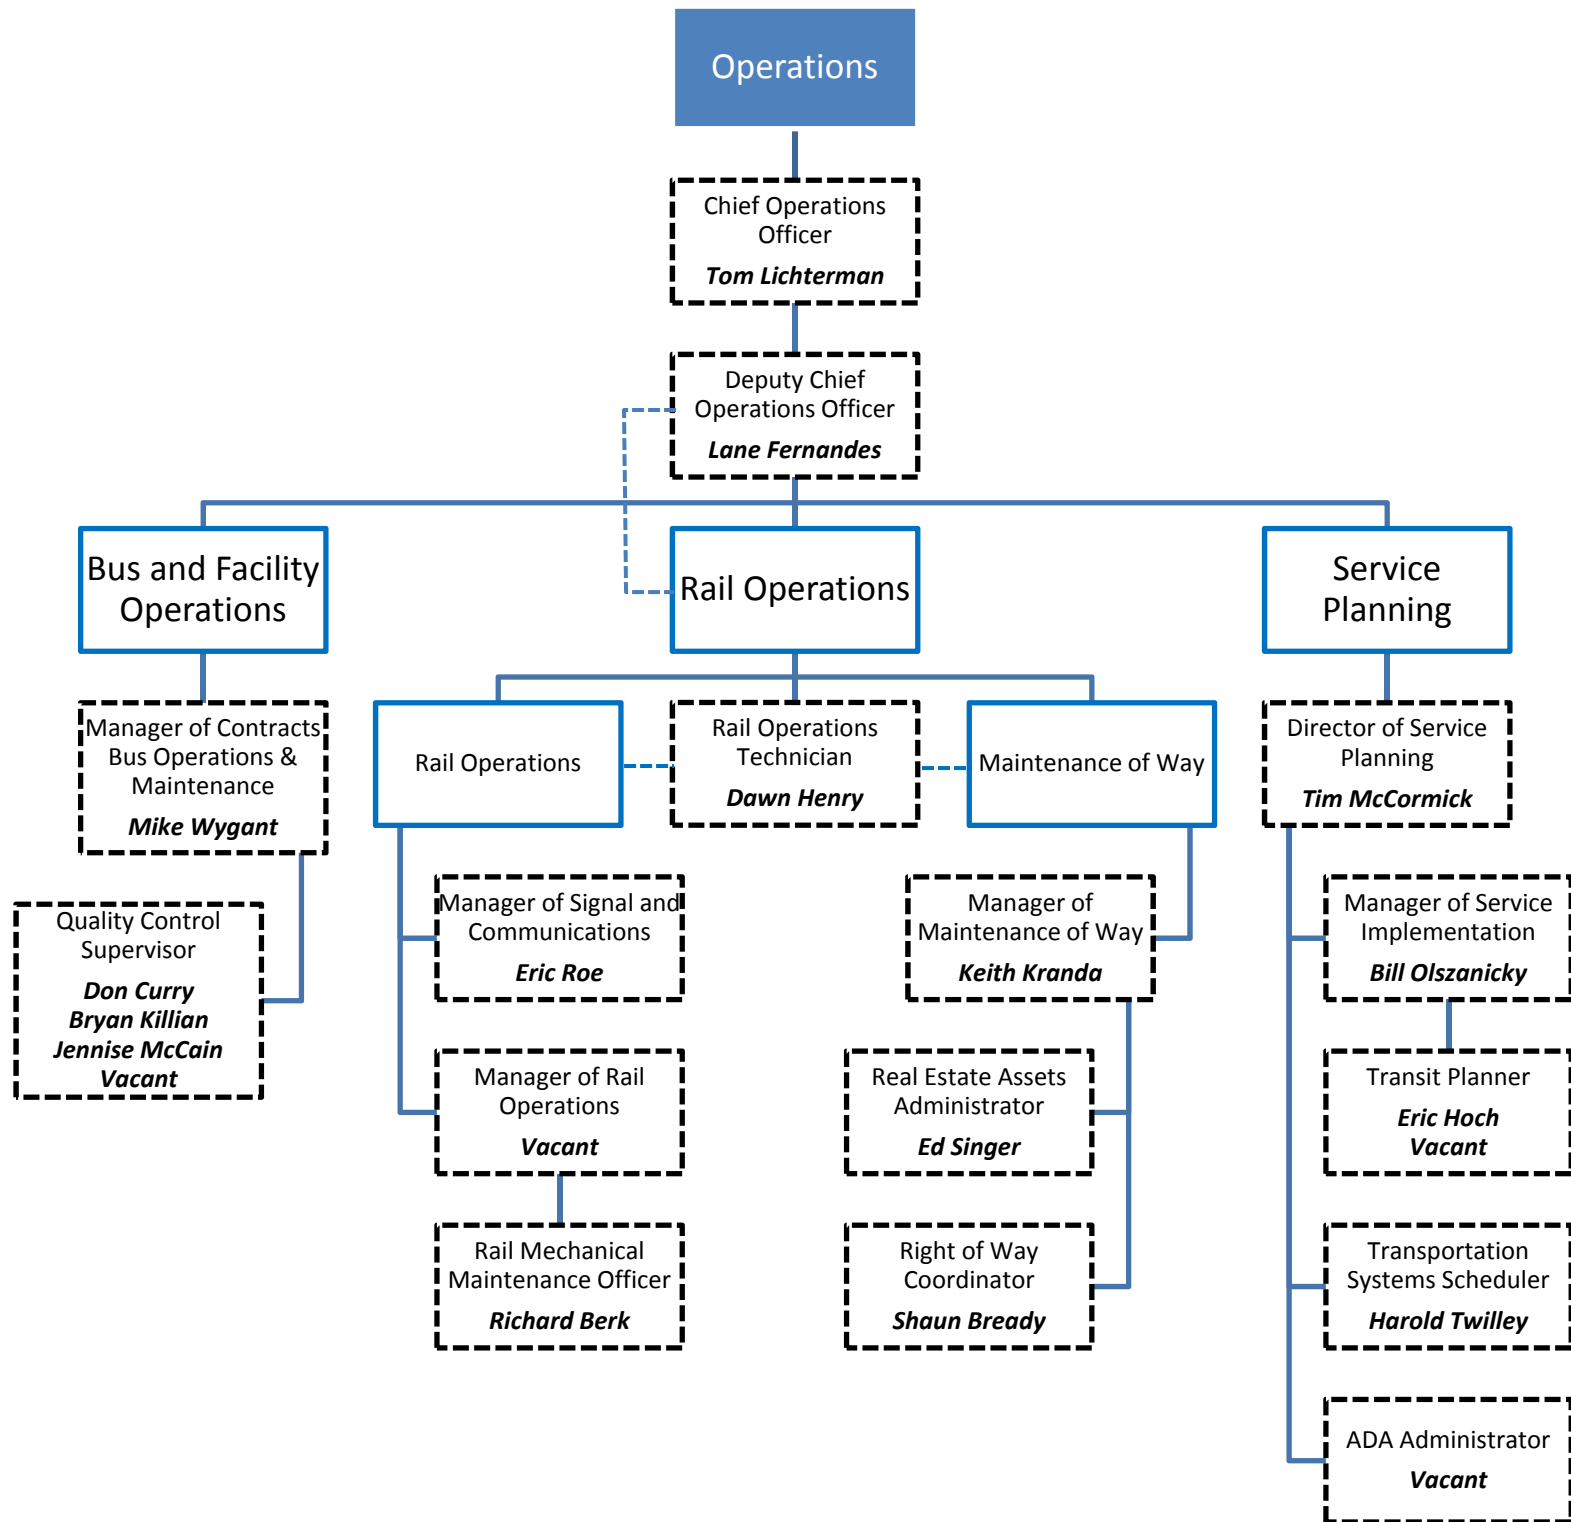 Operations
Chief Operations
Officer
Tom Lichterman
Deputy Chief
Operations Officer
Lane Fernandes
Bus and Facility
Operations
Rail Operations
Service
Planning
Manager of Contracts
Bus Operations &
Maintenance
Mike Wygant
Rail Operations
Rail Operations
Technician
Dawn Henry
Maintenance of Way
Director of Service
Planning
Tim McCormick
Quality Control
Supervisor
Don Curry
Bryan Killian
Jennise McCain
Vacant
Manager of Signal and
Communications
Eric Roe
Manager of
Maintenance of Way
Keith Kranda
Manager of Service
Implementation
Bill Olszanicky
Manager of Rail
Operations
Vacant
Real Estate Assets
Administrator
Ed Singer
Transit Planner
Eric Hoch
Vacant
Rail Mechanical
Maintenance Officer
Richard Berk
Right of Way
Coordinator
Shaun Bready
Transportation
Systems Scheduler
Harold Twilley
ADA Administrator
Vacant